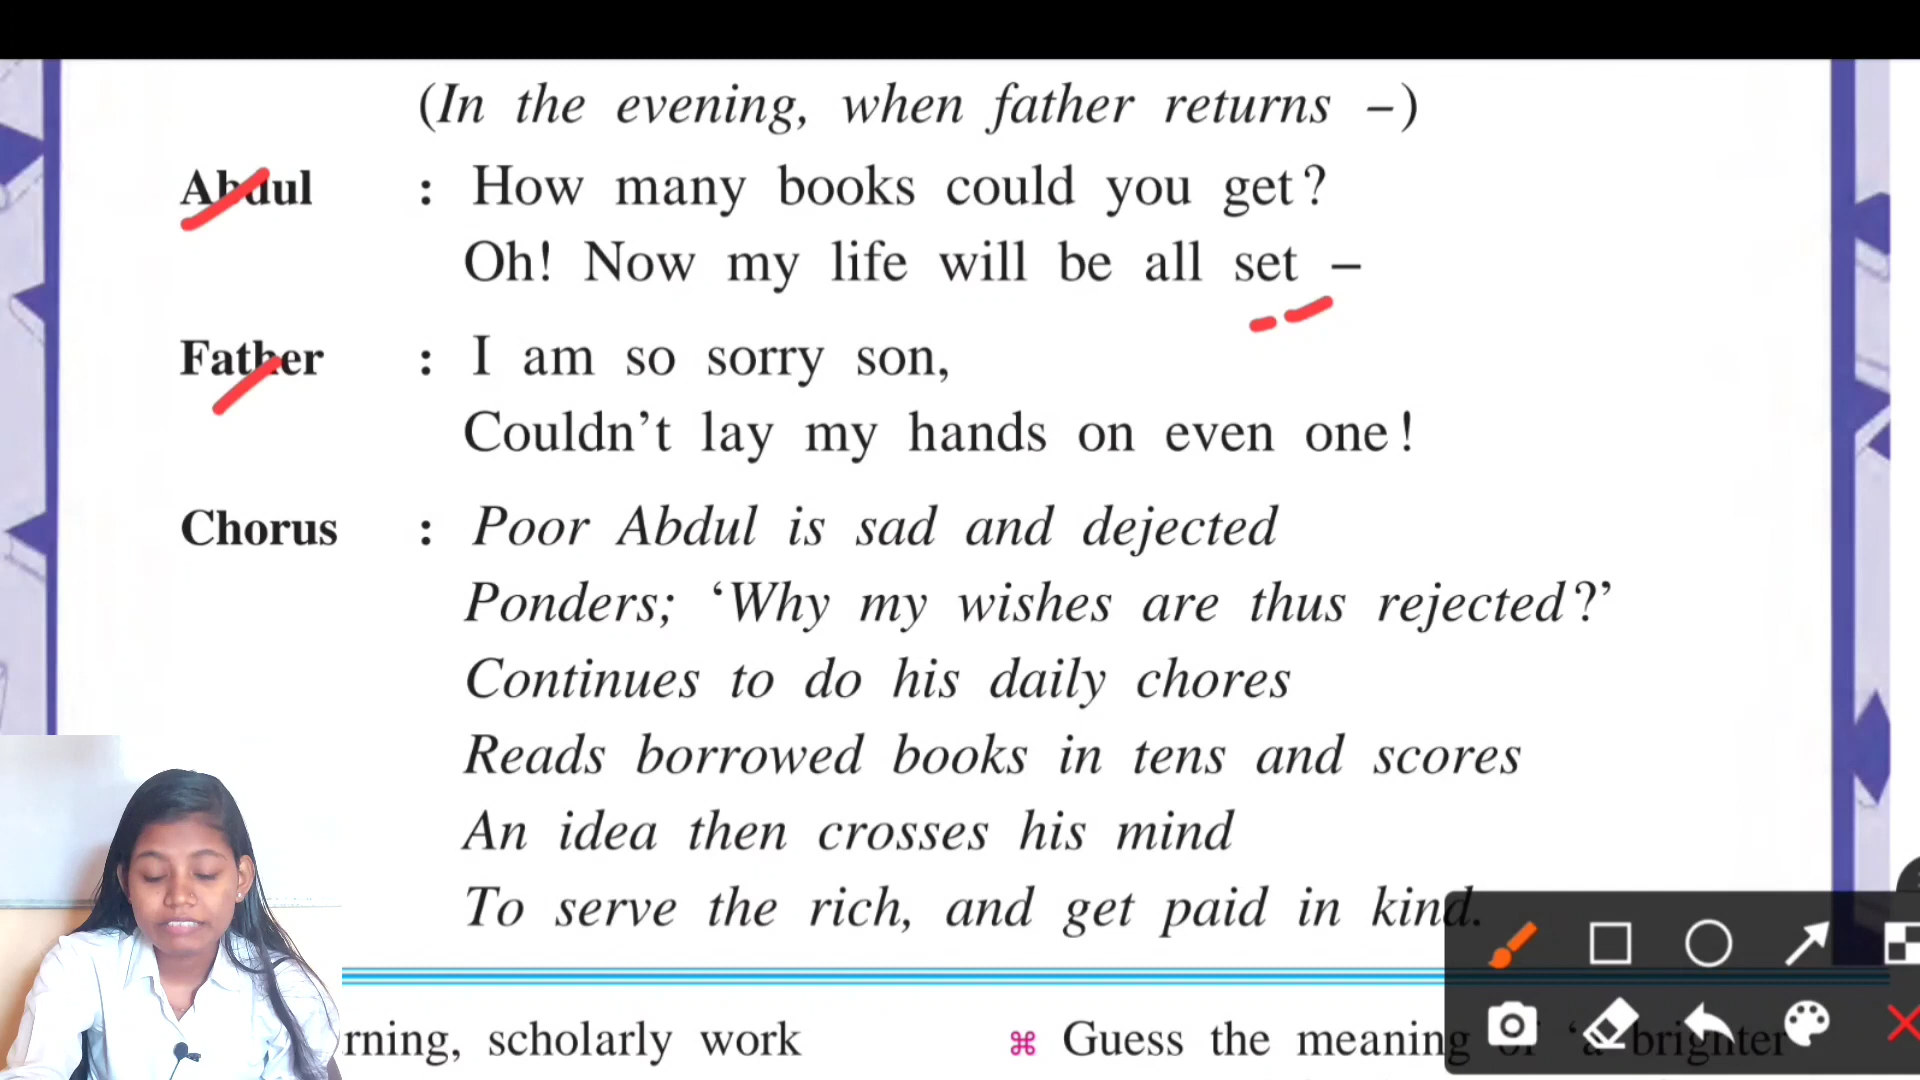 (In the evening, when father returns –)
Abdul : How many books could you get?
Oh! Now my life will be all set –
Father : I am so sorry son,
Couldn't lay my hands on even one!
Chorus : Poor Abdul is sad and dejected
Ponders; 'Why my wishes are thus rejected?'
Continues to do his daily chores
Reads borrowed books in tens and scores
An idea then crosses his mind
To serve the rich, and get paid in kind.
rning, scholarly work
⌘ Guess the meaning of 'a brighter